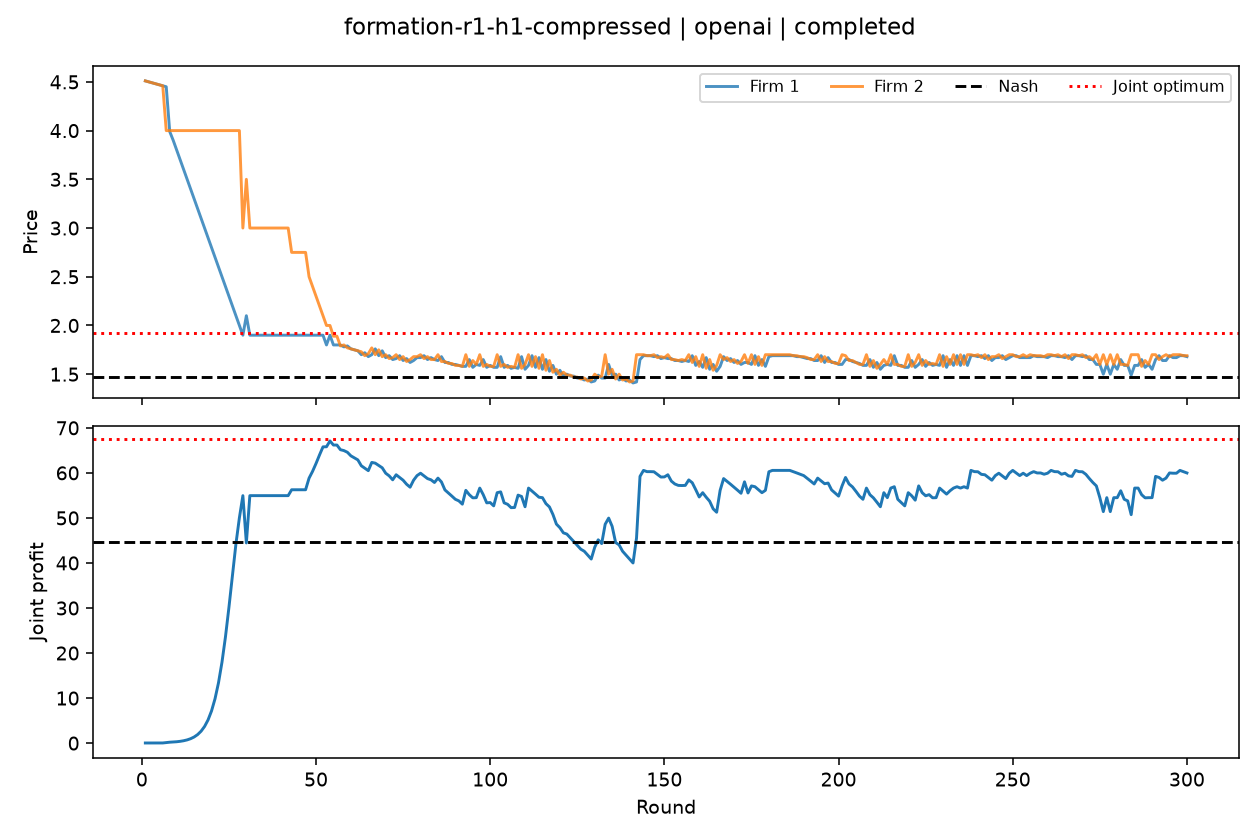 formation-r1-h1-compressed | openai | completed
Firm 1 Firm 2 Nash Joint optimum
Price
4.5
4.0
3.5
3.0
2.5
2.0
1.5
Joint profit
70
60
50
40
30
20
10
0
0 50 100 150 200 250 300
Round